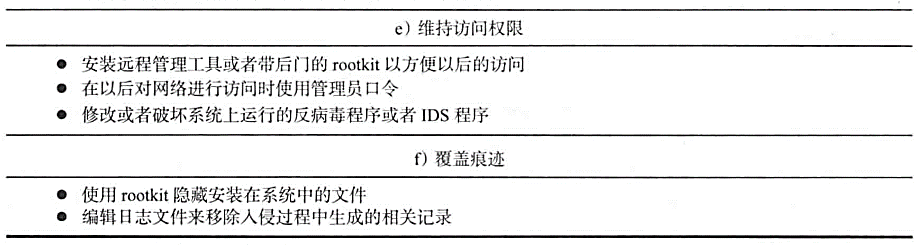 e) 维持访问权限
● 安装远程管理工具或者带后门的 rootkit 以方便以后的访问
● 在以后对网络进行访问时使用管理员口令
● 修改或者破坏系统上运行的反病毒程序或者 IDS 程序
f) 覆盖痕迹
● 使用 rootkit 隐藏安装在系统中的文件
● 编辑日志文件来移除入侵过程中生成的相关记录